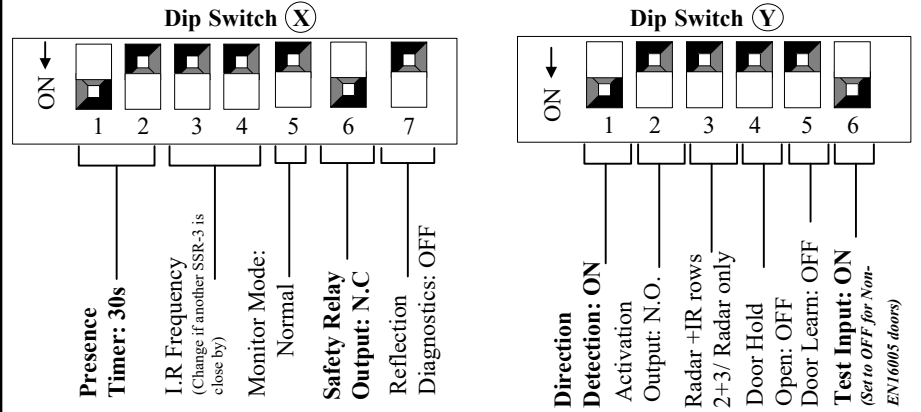 Dip Switch X
ON
1 2 3 4 5 6 7
Presence
Timer: 30s
I.R Frequency
(Change if another SSR-3 is
close by)
Monitor Mode:
Normal
Safety Relay
Output: N.C
Reflection
Diagnostics: OFF
Dip Switch Y
ON
1 2 3 4 5 6
Direction
Detection: ON
Activation
Output: N.O.
Radar +IR rows
2+3/ Radar only
Door Hold
Open: OFF
Door Learn: OFF
Test Input: ON
(Set to OFF for Non-
EN16005 doors)